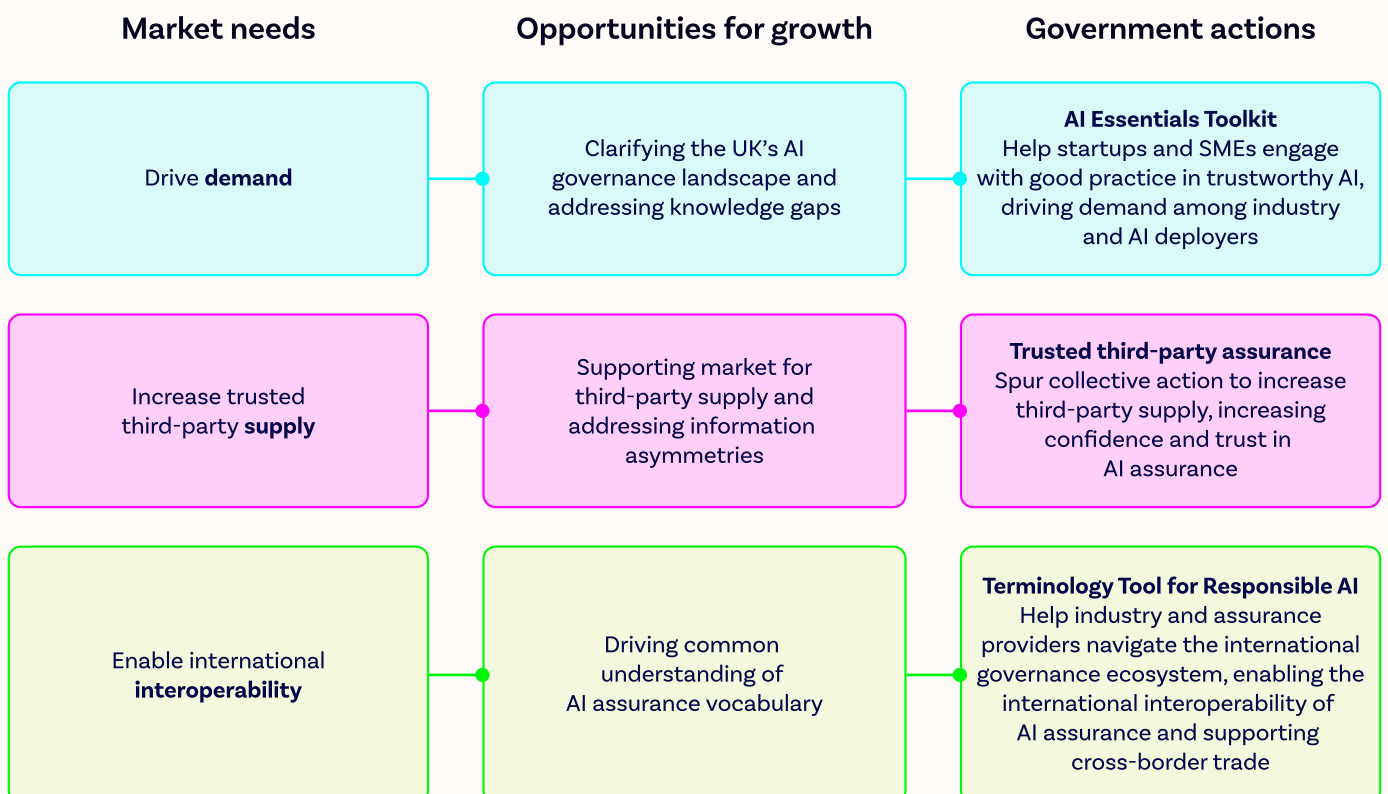 Market needs
Opportunities for growth
Government actions
Drive demand
Clarifying the UK's AI
governance landscape and
addressing knowledge gaps
AI Essentials Toolkit
Help startups and SMEs engage
with good practice in trustworthy AI,
driving demand among industry
and AI deployers
Increase trusted
third-party supply
Supporting market for
third-party supply and
addressing information
asymmetries
Trusted third-party assurance
Spur collective action to increase
third-party supply, increasing
confidence and trust in
AI assurance
Enable international
interoperability
Driving common
understanding of
AI assurance vocabulary
Terminology Tool for Responsible AI
Help industry and assurance
providers navigate the international
governance ecosystem, enabling the
international interoperability of
AI assurance and supporting
cross-border trade